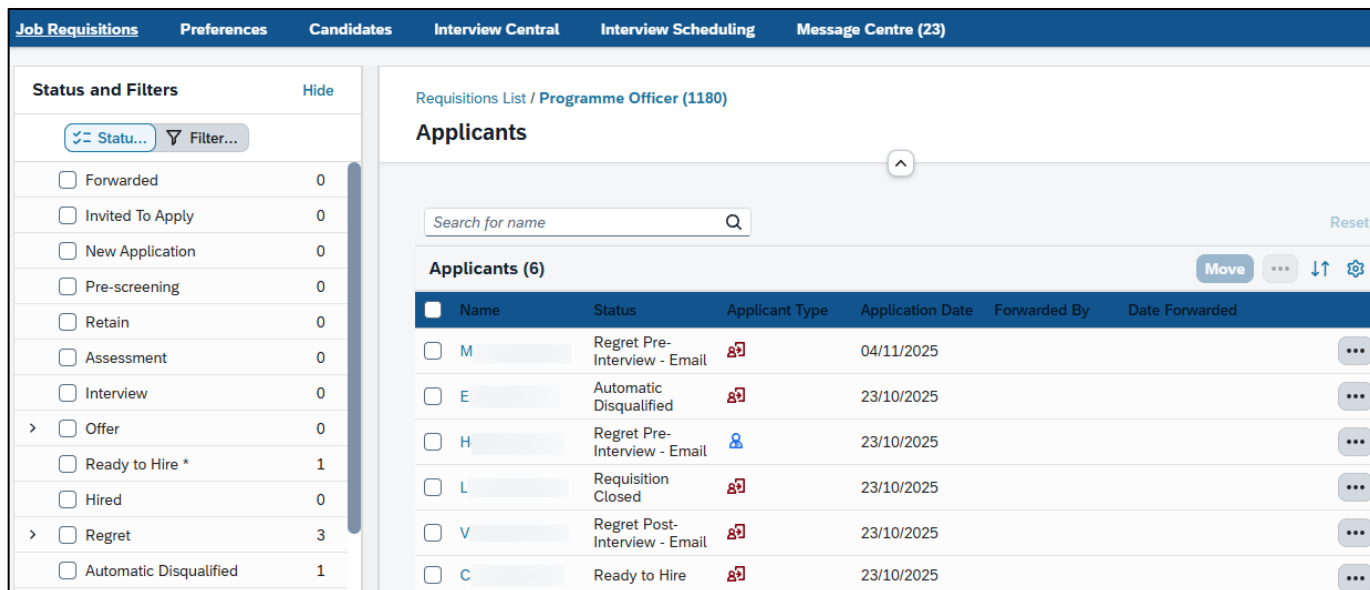 Job Requisitions Preferences Candidates Interview Central Interview Scheduling Message Centre (23)
Status and Filters Hide
Statu... Filter...
Forwarded 0
Invited To Apply 0
New Application 0
Pre-screening 0
Retain 0
Assessment 0
Interview 0
Offer 0
Ready to Hire * 1
Hired 0
Regret 3
Automatic Disqualified 1
Requisitions List / Programme Officer (1180)
Applicants
Search for name
Reset
Applicants (6) Move
Name Status Applicant Type Application Date Forwarded By Date Forwarded
M Regret Pre-
Interview - Email 04/11/2025
E Automatic
Disqualified 23/10/2025
H Regret Pre-
Interview - Email 23/10/2025
L Requisition
Closed 23/10/2025
V Regret Post-
Interview - Email 23/10/2025
C Ready to Hire 23/10/2025